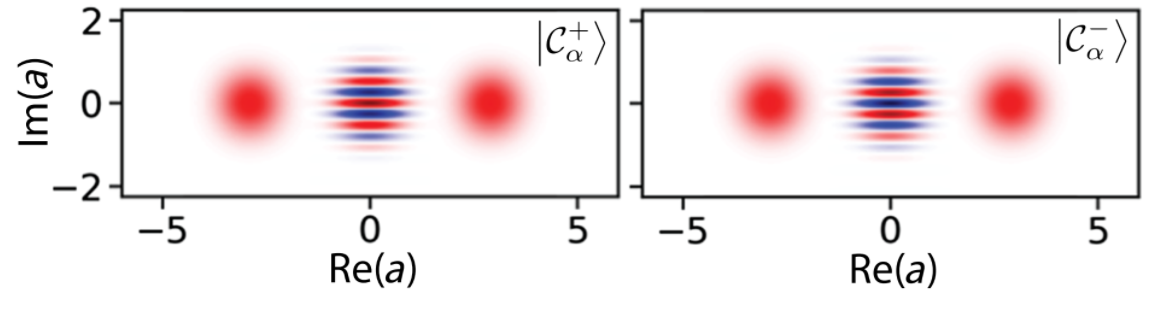 |𝒞α⁺⟩ |𝒞α⁻⟩
2
0
−2
Im(a)
−5 0 5 −5 0 5
Re(a) Re(a)